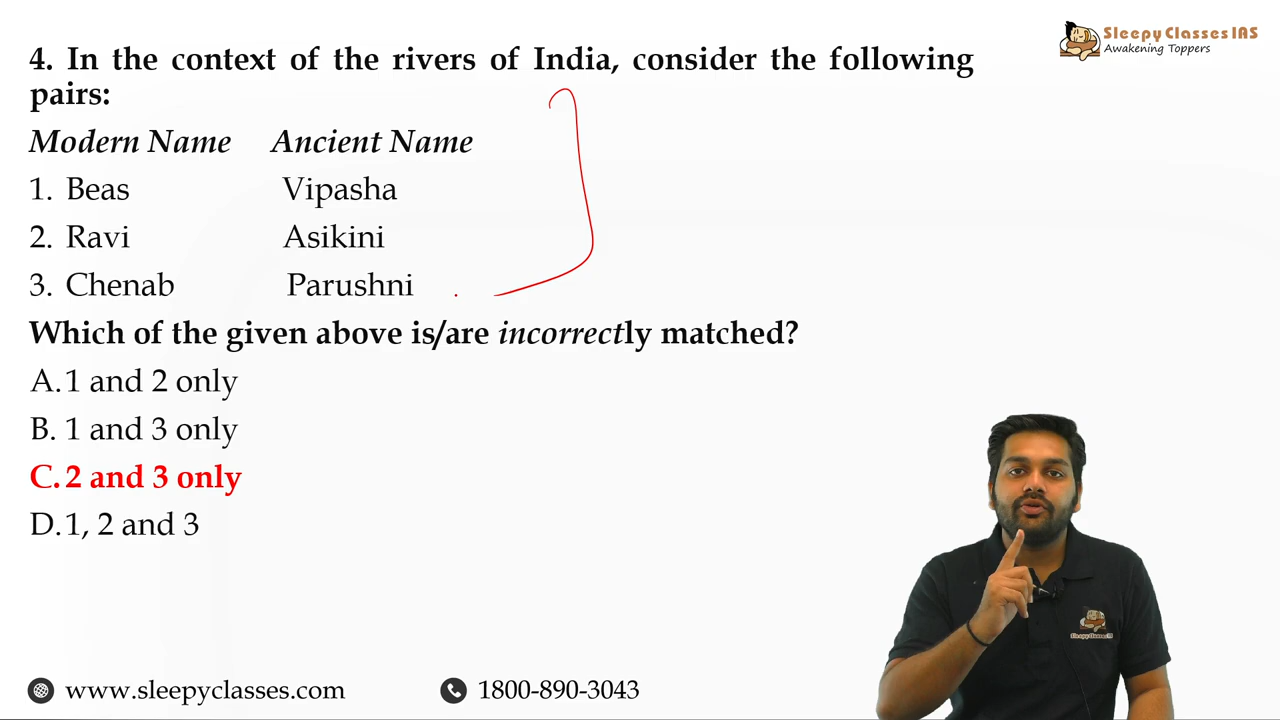 Sleepy Classes IAS
Awakening Toppers
4. In the context of the rivers of India, consider the following
pairs:
Modern Name Ancient Name
1. Beas Vipasha
2. Ravi Asikini
3. Chenab Parushni
Which of the given above is/are incorrectly matched?
A. 1 and 2 only
B. 1 and 3 only
C. 2 and 3 only
D. 1, 2 and 3
Sleepy Classes IAS
www.sleepyclasses.com 1800-890-3043